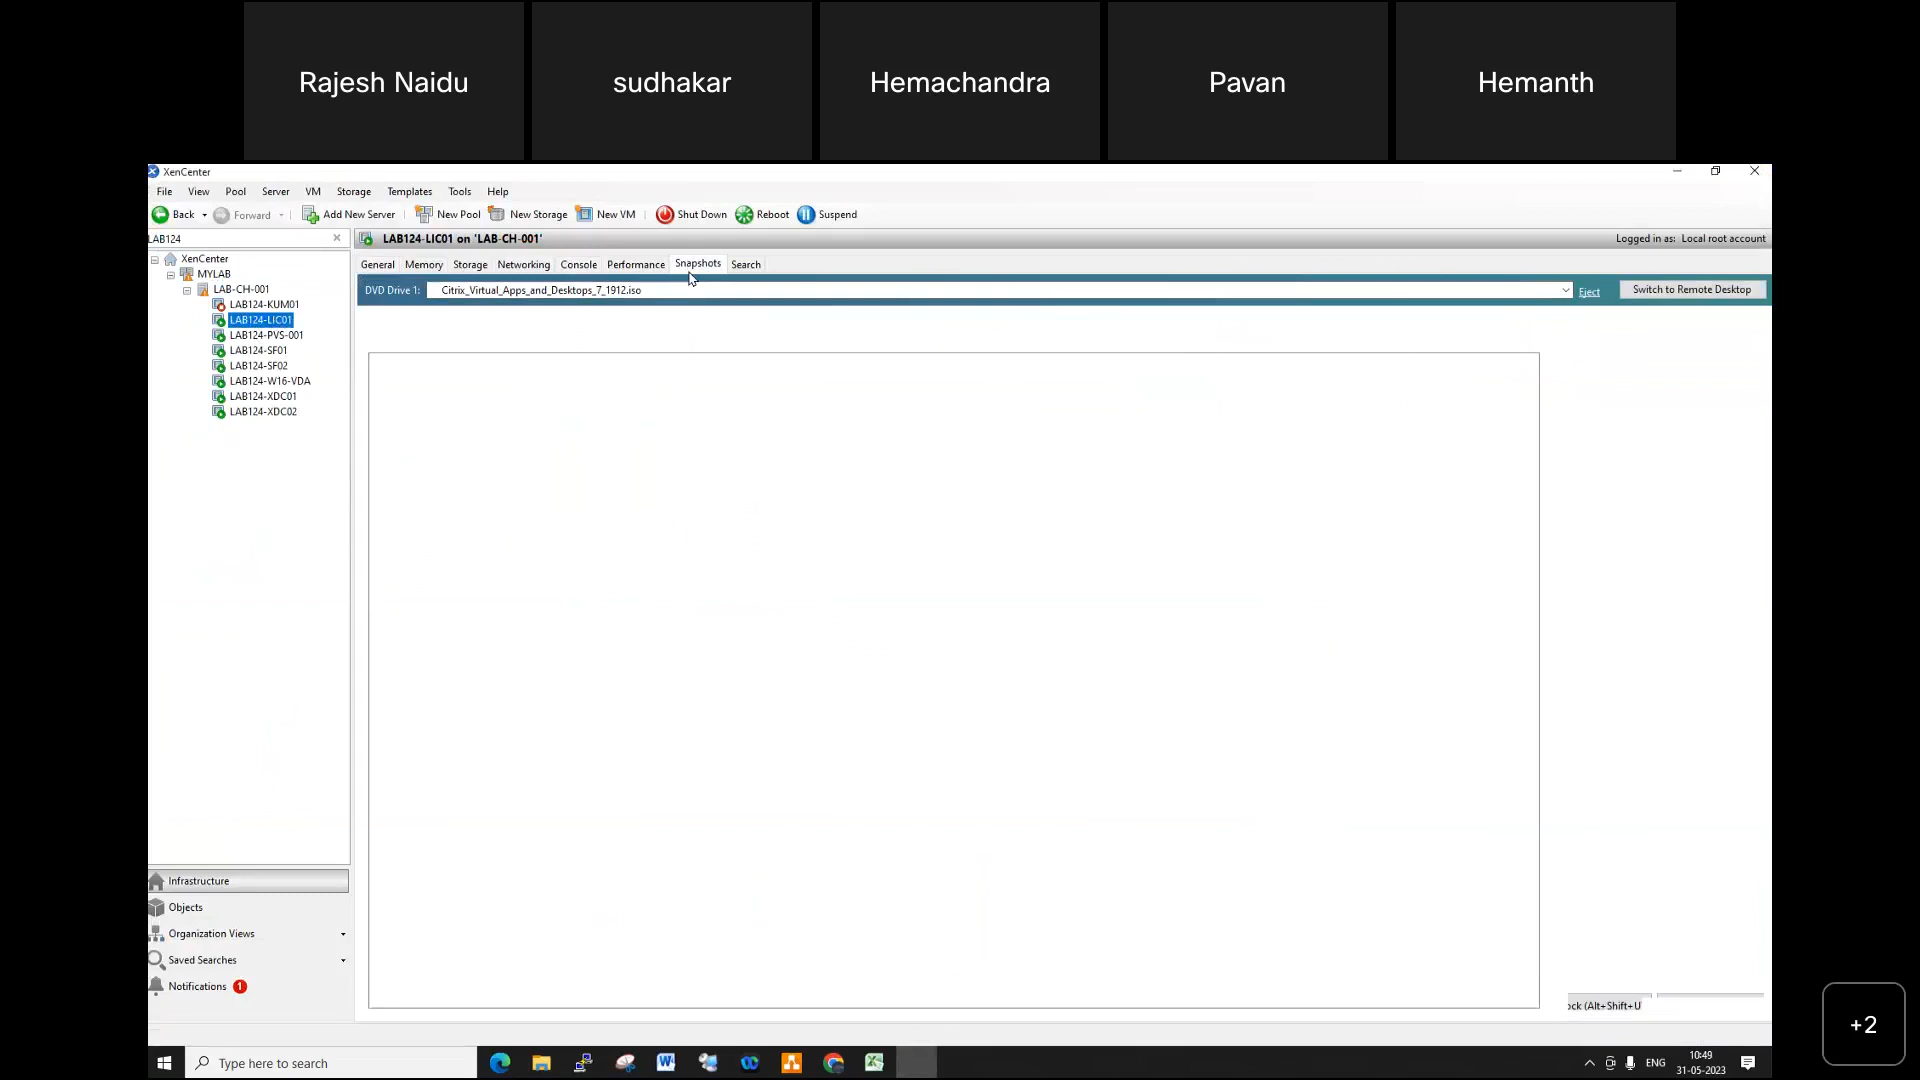 Rajesh Naidu
sudhakar
Hemachandra
Pavan
Hemanth
XenCenter
File View Pool Server VM Storage Templates Tools Help
Back Forward Add New Server New Pool New Storage New VM Shut Down Reboot Suspend
LAB124
LAB124-LIC01 on 'LAB-CH-001'
Logged in as: Local root account
General Memory Storage Networking Console Performance Snapshots Search
DVD Drive 1: Citrix_Virtual_Apps_and_Desktops_7_1912.iso Eject Switch to Remote Desktop
XenCenter
MYLAB
LAB-CH-001
LAB124-KUM01
LAB124-LIC01
LAB124-PVS-001
LAB124-SF01
LAB124-SF02
LAB124-W16-VDA
LAB124-XDC01
LAB124-XDC02
Infrastructure
Objects
Organization Views
Saved Searches
Notifications 1
ock (Alt+Shift+U
+2
Type here to search
ENG
10:49
31-05-2023